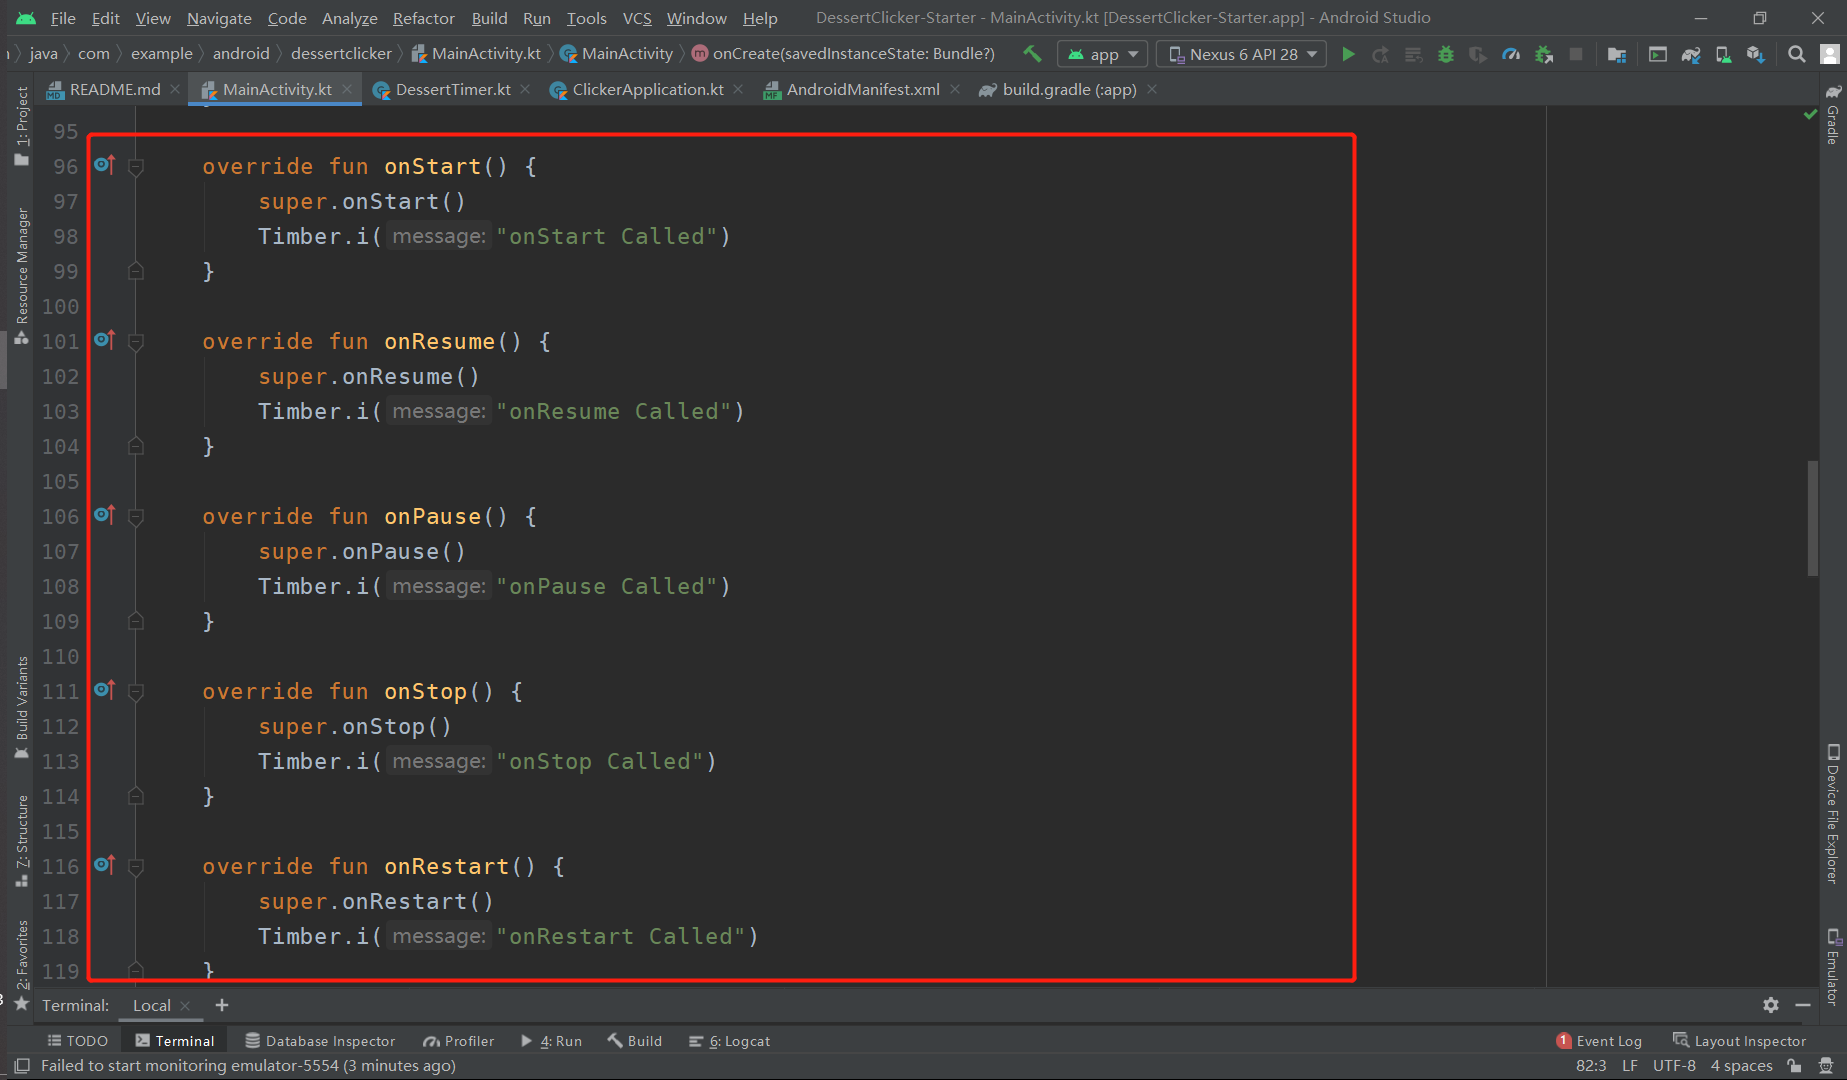 File Edit View Navigate Code Analyze Refactor Build Run Tools VCS Window Help DessertClicker-Starter - MainActivity.kt [DessertClicker-Starter.app] - Android Studio
java com example android dessertclicker MainActivity.kt MainActivity onCreate(savedInstanceState: Bundle?) app Nexus 6 API 28
README.md MainActivity.kt DessertTimer.kt ClickerApplication.kt AndroidManifest.xml build.gradle (:app)
1: Project
Resource Manager
Build Variants
7: Structure
2: Favorites
95
96 override fun onStart() {
97 super.onStart()
98 Timber.i( message: "onStart Called")
99 }
100
101 override fun onResume() {
102 super.onResume()
103 Timber.i( message: "onResume Called")
104 }
105
106 override fun onPause() {
107 super.onPause()
108 Timber.i( message: "onPause Called")
109 }
110
111 override fun onStop() {
112 super.onStop()
113 Timber.i( message: "onStop Called")
114 }
115
116 override fun onRestart() {
117 super.onRestart()
118 Timber.i( message: "onRestart Called")
119 }
Gradle
Device File Explorer
Emulator
Terminal: Local +
TODO Terminal Database Inspector Profiler 4: Run Build 6: Logcat 1 Event Log Layout Inspector
Failed to start monitoring emulator-5554 (3 minutes ago) 82:3 LF UTF-8 4 spaces